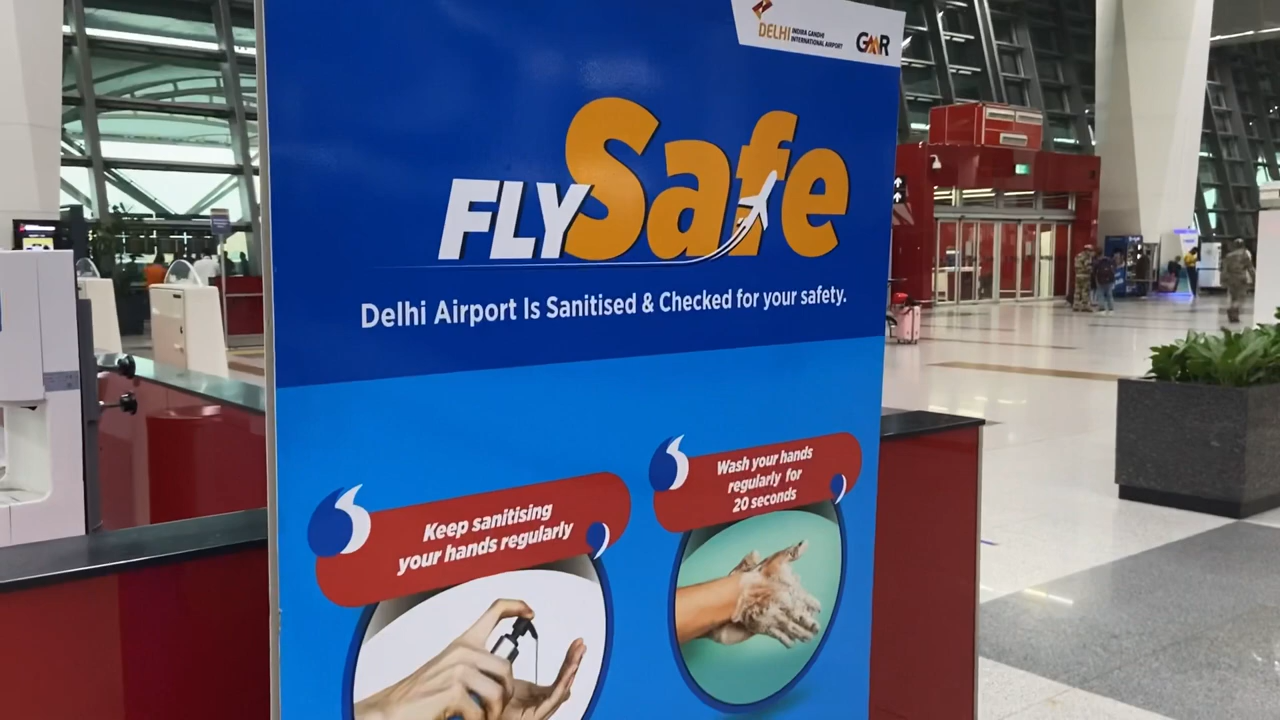 DELHI INDIRA GANDHI
INTERNATIONAL AIRPORT
GMR
FLY Safe
Delhi Airport Is Sanitised & Checked for your safety.
Wash your hands
regularly for
20 seconds
Keep sanitising
your hands regularly